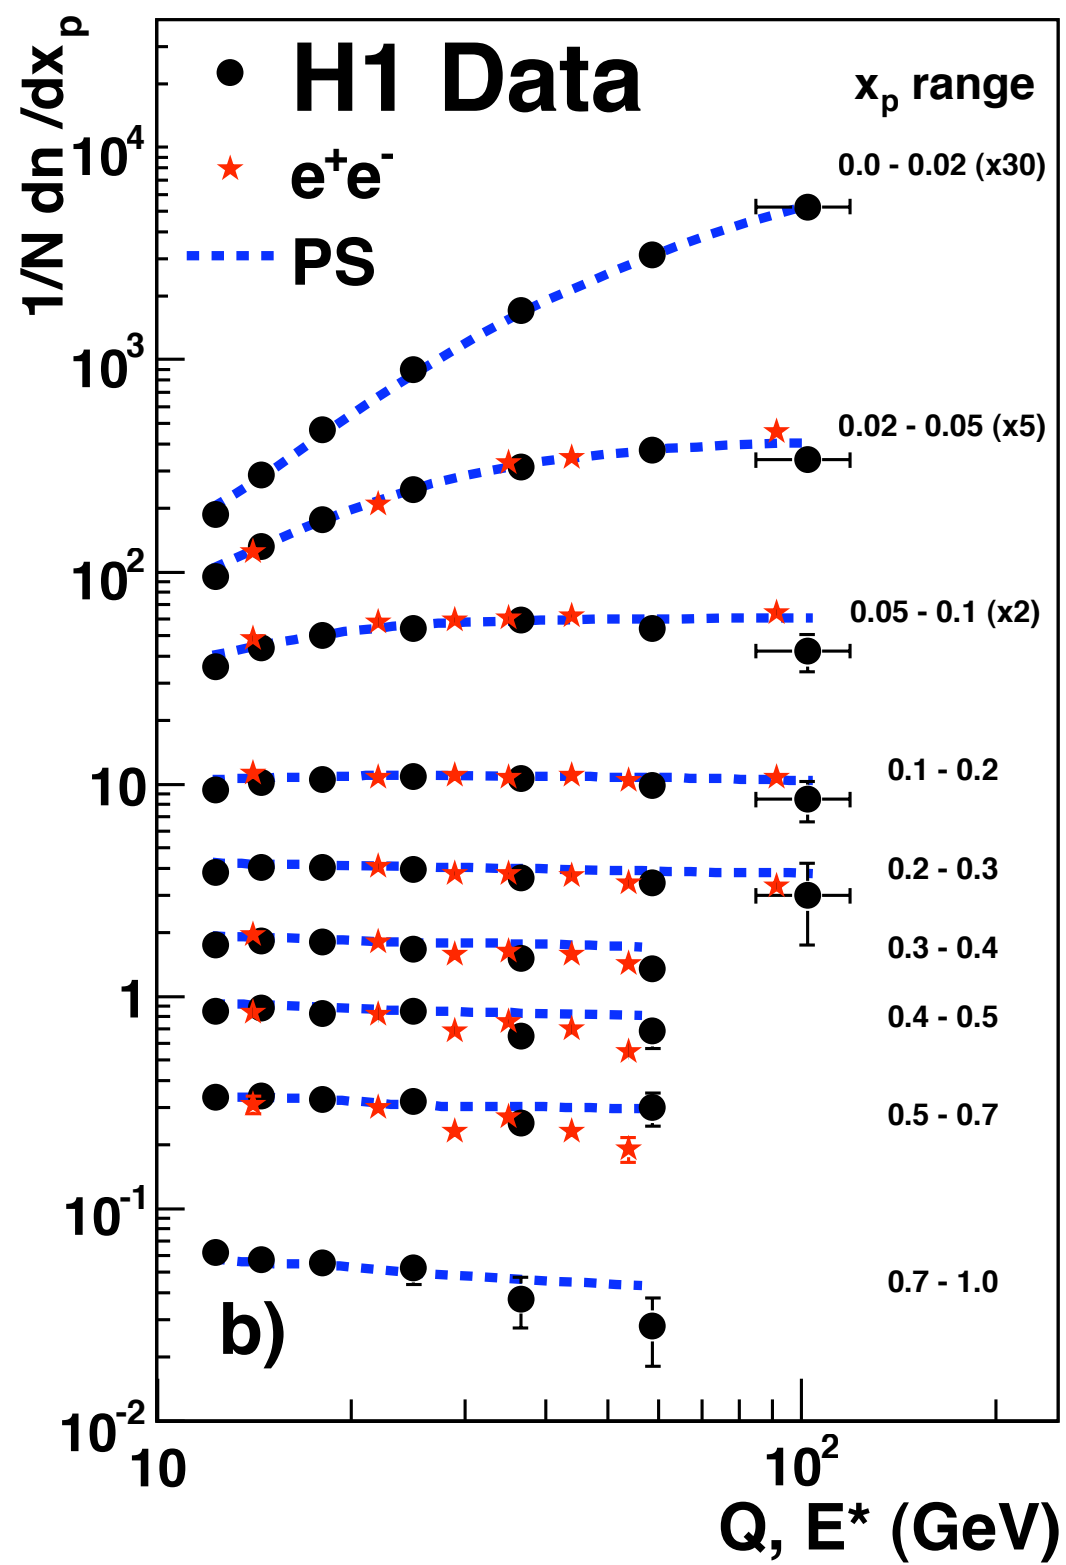 1/N dn /dxₚ
H1 Data
e⁺e⁻
PS
xₚ range
0.0 - 0.02 (x30)
0.02 - 0.05 (x5)
0.05 - 0.1 (x2)
0.1 - 0.2
0.2 - 0.3
0.3 - 0.4
0.4 - 0.5
0.5 - 0.7
0.7 - 1.0
10⁴
10³
10²
10
1
10⁻¹
10⁻²
b)
10
10²
Q, E* (GeV)